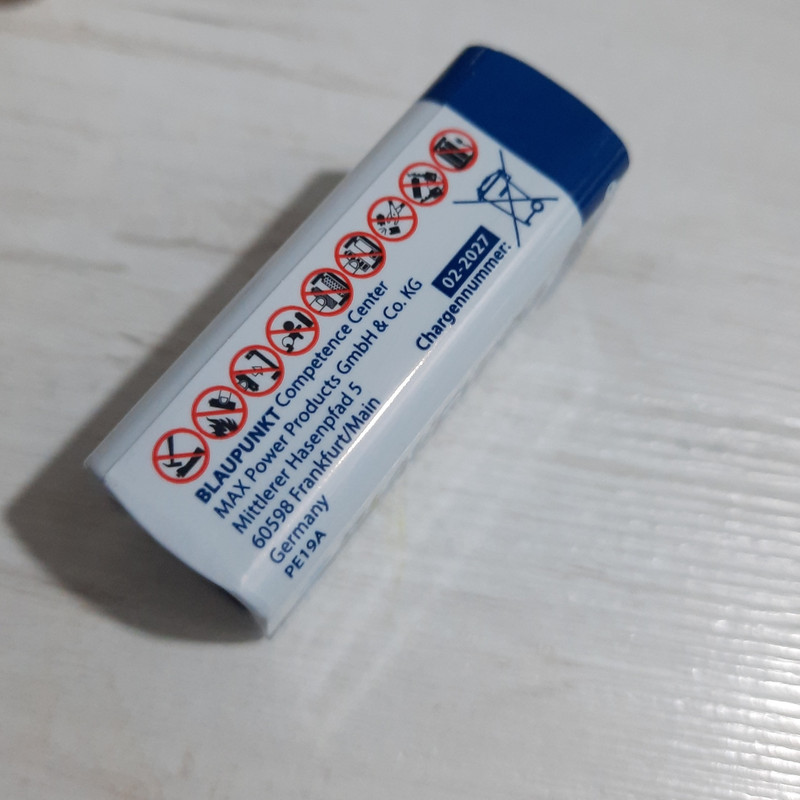 BLAUPUNKT Competence Center
MAX Power Products GmbH & Co. KG
Mittlerer Hasenpfad 5
60598 Frankfurt/Main
Germany
PE19A
02-2027
Chargennummer: